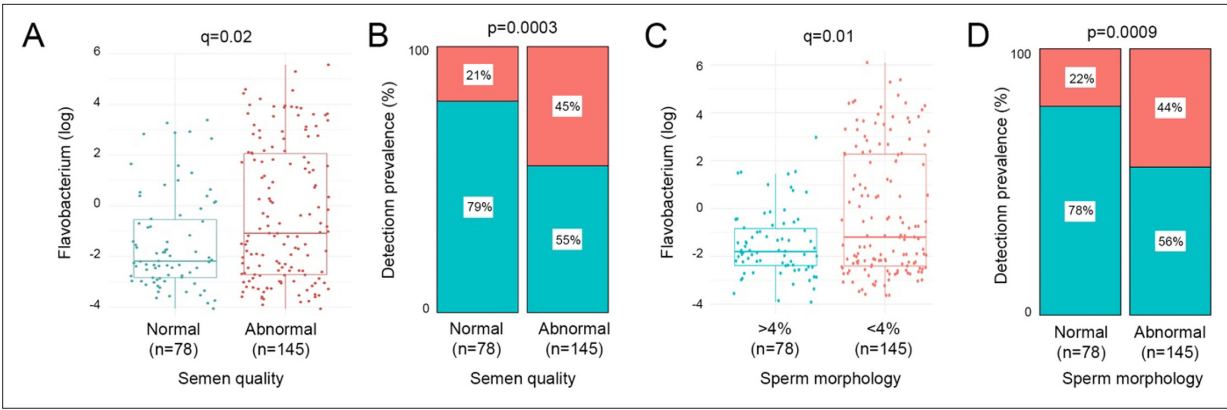 A
q=0.02
Flavobacterium (log)
6
4
2
0
-2
-4
Normal
(n=78)
Abnormal
(n=145)
Semen quality
B
p=0.0003
Detectionn prevalence (%)
100
0
21%
79%
45%
55%
Normal
(n=78)
Abnormal
(n=145)
Semen quality
C
q=0.01
Flavobacterium (log)
6
4
2
0
-2
-4
>4%
(n=78)
<4%
(n=145)
Sperm morphology
D
p=0.0009
Detectionn prevalence (%)
100
0
22%
78%
44%
56%
Normal
(n=78)
Abnormal
(n=145)
Sperm morphology